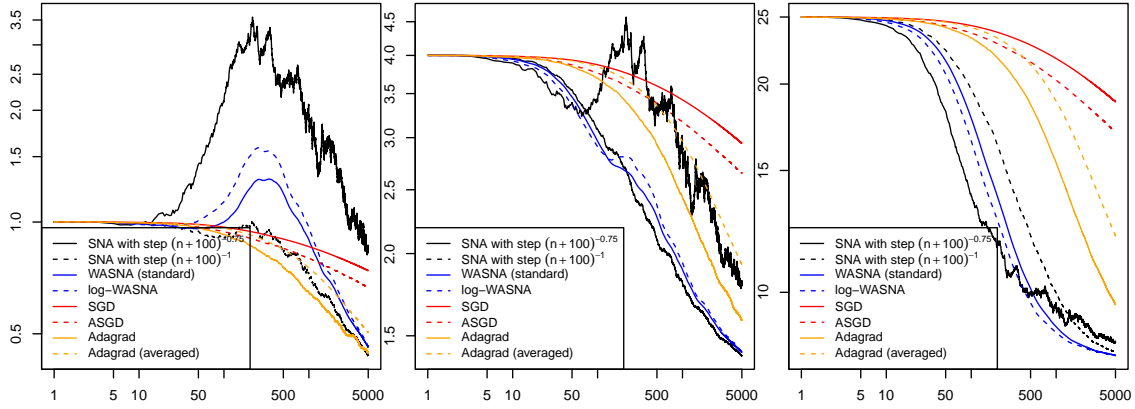 3.5
2.5
2.0
1.5
1.0
0.5
SNA with step (n+100)^−0.75
SNA with step (n+100)^−1
WASNA (standard)
log−WASNA
SGD
ASGD
Adagrad
Adagrad (averaged)
1 5 10 50 500 5000
4.5
4.0
3.5
3.0
2.5
2.0
1.5
SNA with step (n+100)^−0.75
SNA with step (n+100)^−1
WASNA (standard)
log−WASNA
SGD
ASGD
Adagrad
Adagrad (averaged)
1 5 10 50 500 5000
25
20
15
10
SNA with step (n+100)^−0.75
SNA with step (n+100)^−1
WASNA (standard)
log−WASNA
SGD
ASGD
Adagrad
Adagrad (averaged)
1 5 10 50 500 5000